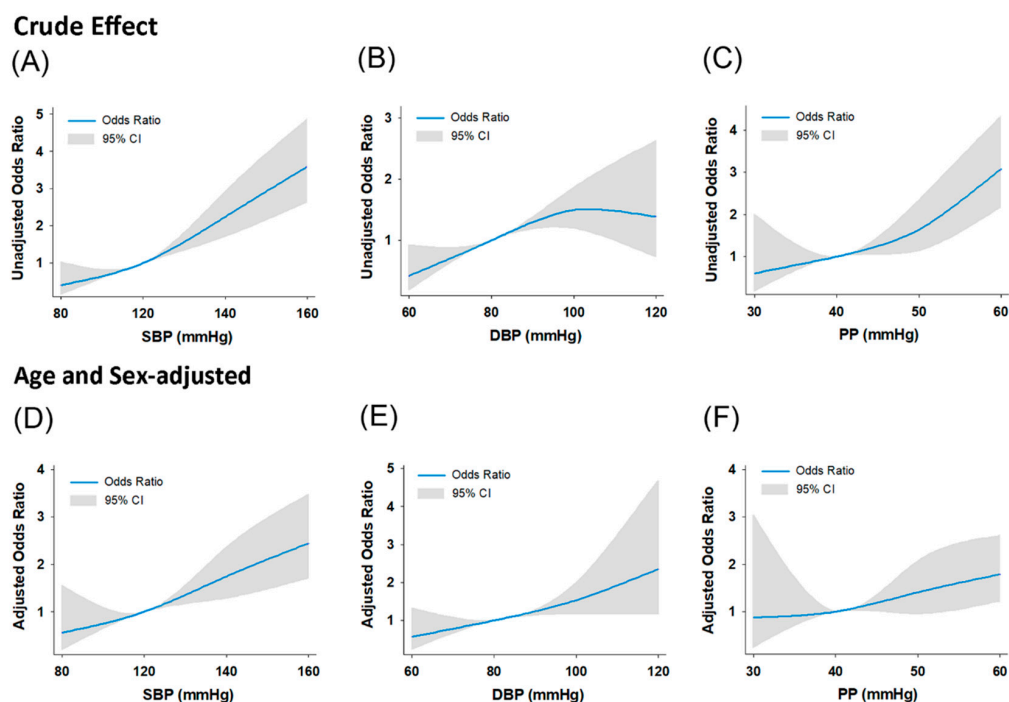 Crude Effect
(A)
Unadjusted Odds Ratio
5
4
3
2
1
Odds Ratio
95% CI
80
120
140
160
SBP (mmHg)
(B)
Unadjusted Odds Ratio
3
2
1
Odds Ratio
95% CI
60
80
100
120
DBP (mmHg)
(C)
Unadjusted Odds Ratio
4
3
2
1
Odds Ratio
95% CI
30
40
50
60
PP (mmHg)
Age and Sex-adjusted
(D)
Adjusted Odds Ratio
4
3
2
1
Odds Ratio
95% CI
80
120
140
160
SBP (mmHg)
(E)
Adjusted Odds Ratio
5
4
3
2
1
Odds Ratio
95% CI
60
80
100
120
DBP (mmHg)
(F)
Adjusted Odds Ratio
4
3
2
1
Odds Ratio
95% CI
30
40
50
60
PP (mmHg)